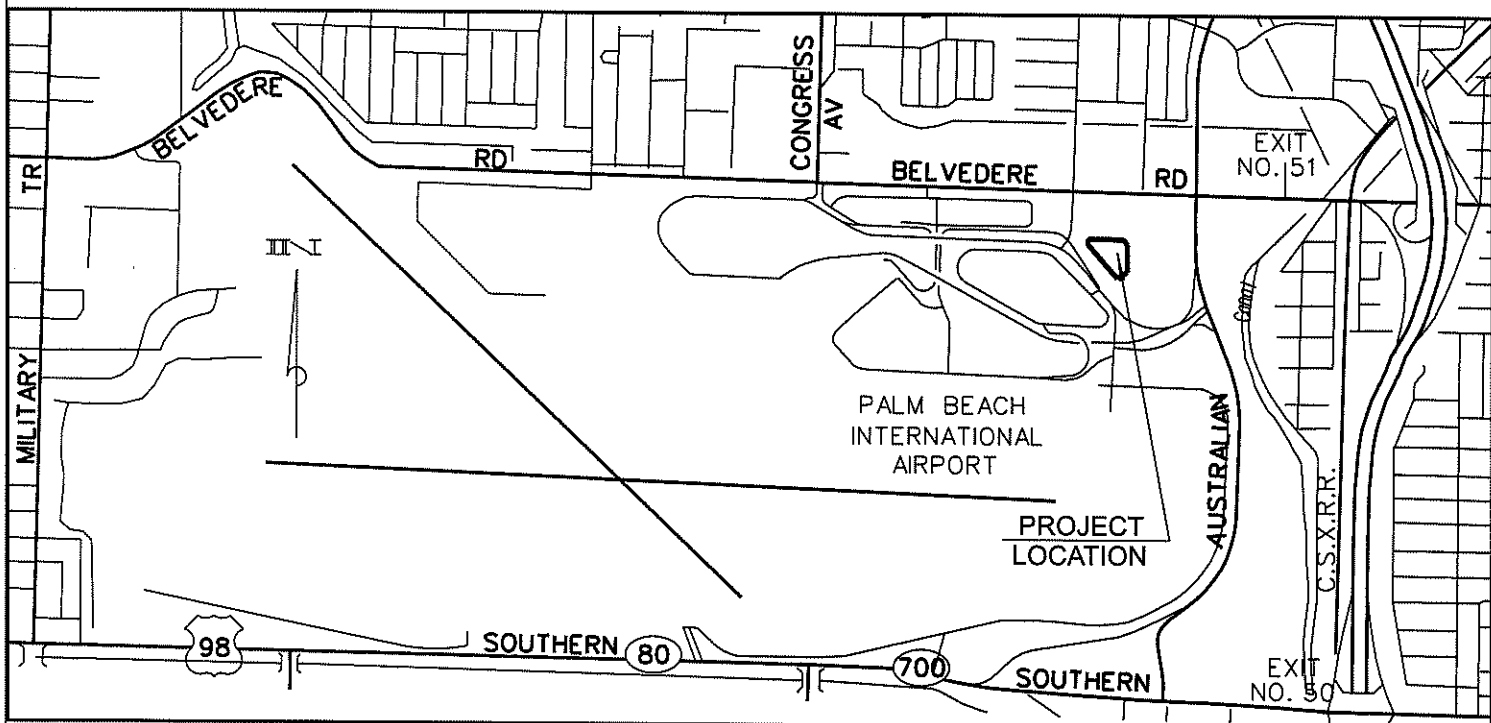 BELVEDERE
RD
CONGRESS
AV
BELVEDERE
RD
EXIT
NO. 51
TR
MILITARY
N
Canal
PALM BEACH
INTERNATIONAL
AIRPORT
AUSTRALIAN
PROJECT
LOCATION
C.S.X.R.R.
98
SOUTHERN
80
700
SOUTHERN
EXIT
NO. 50